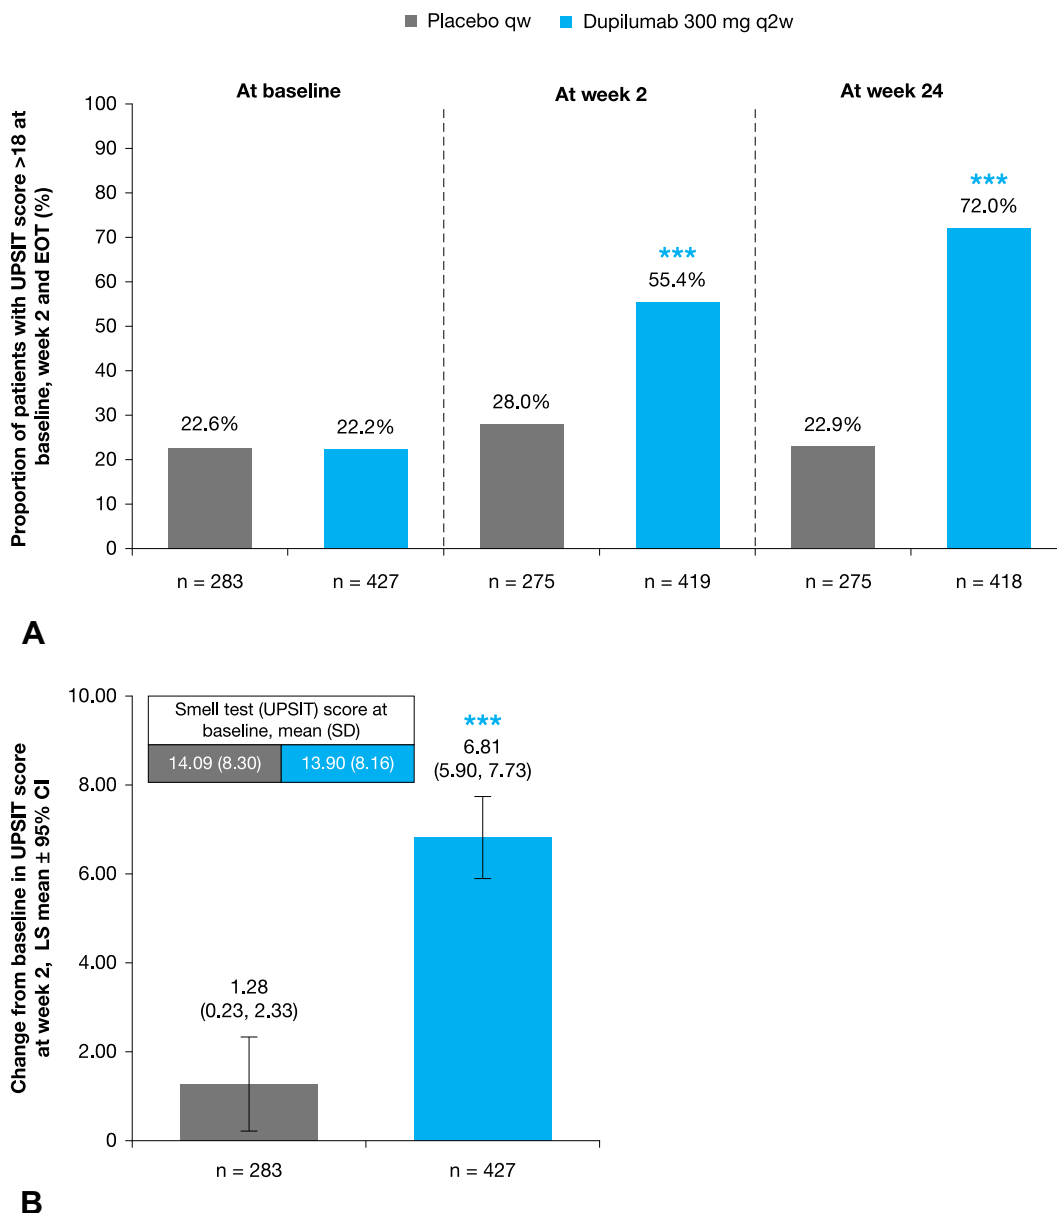 Placebo qw Dupilumab 300 mg q2w
At baseline At week 2 At week 24
Proportion of patients with UPSIT score >18 at
baseline, week 2 and EOT (%)
100
90
80
70
60
50
40
30
20
10
0
22.6%
22.2%
28.0%
***
55.4%
22.9%
***
72.0%
n = 283 n = 427 n = 275 n = 419 n = 275 n = 418
A
Change from baseline in UPSIT score
at week 2, LS mean ± 95% CI
10.00
8.00
6.00
4.00
2.00
0
Smell test (UPSIT) score at
baseline, mean (SD)
14.09 (8.30) 13.90 (8.16)
1.28
(0.23, 2.33)
***
6.81
(5.90, 7.73)
n = 283 n = 427
B